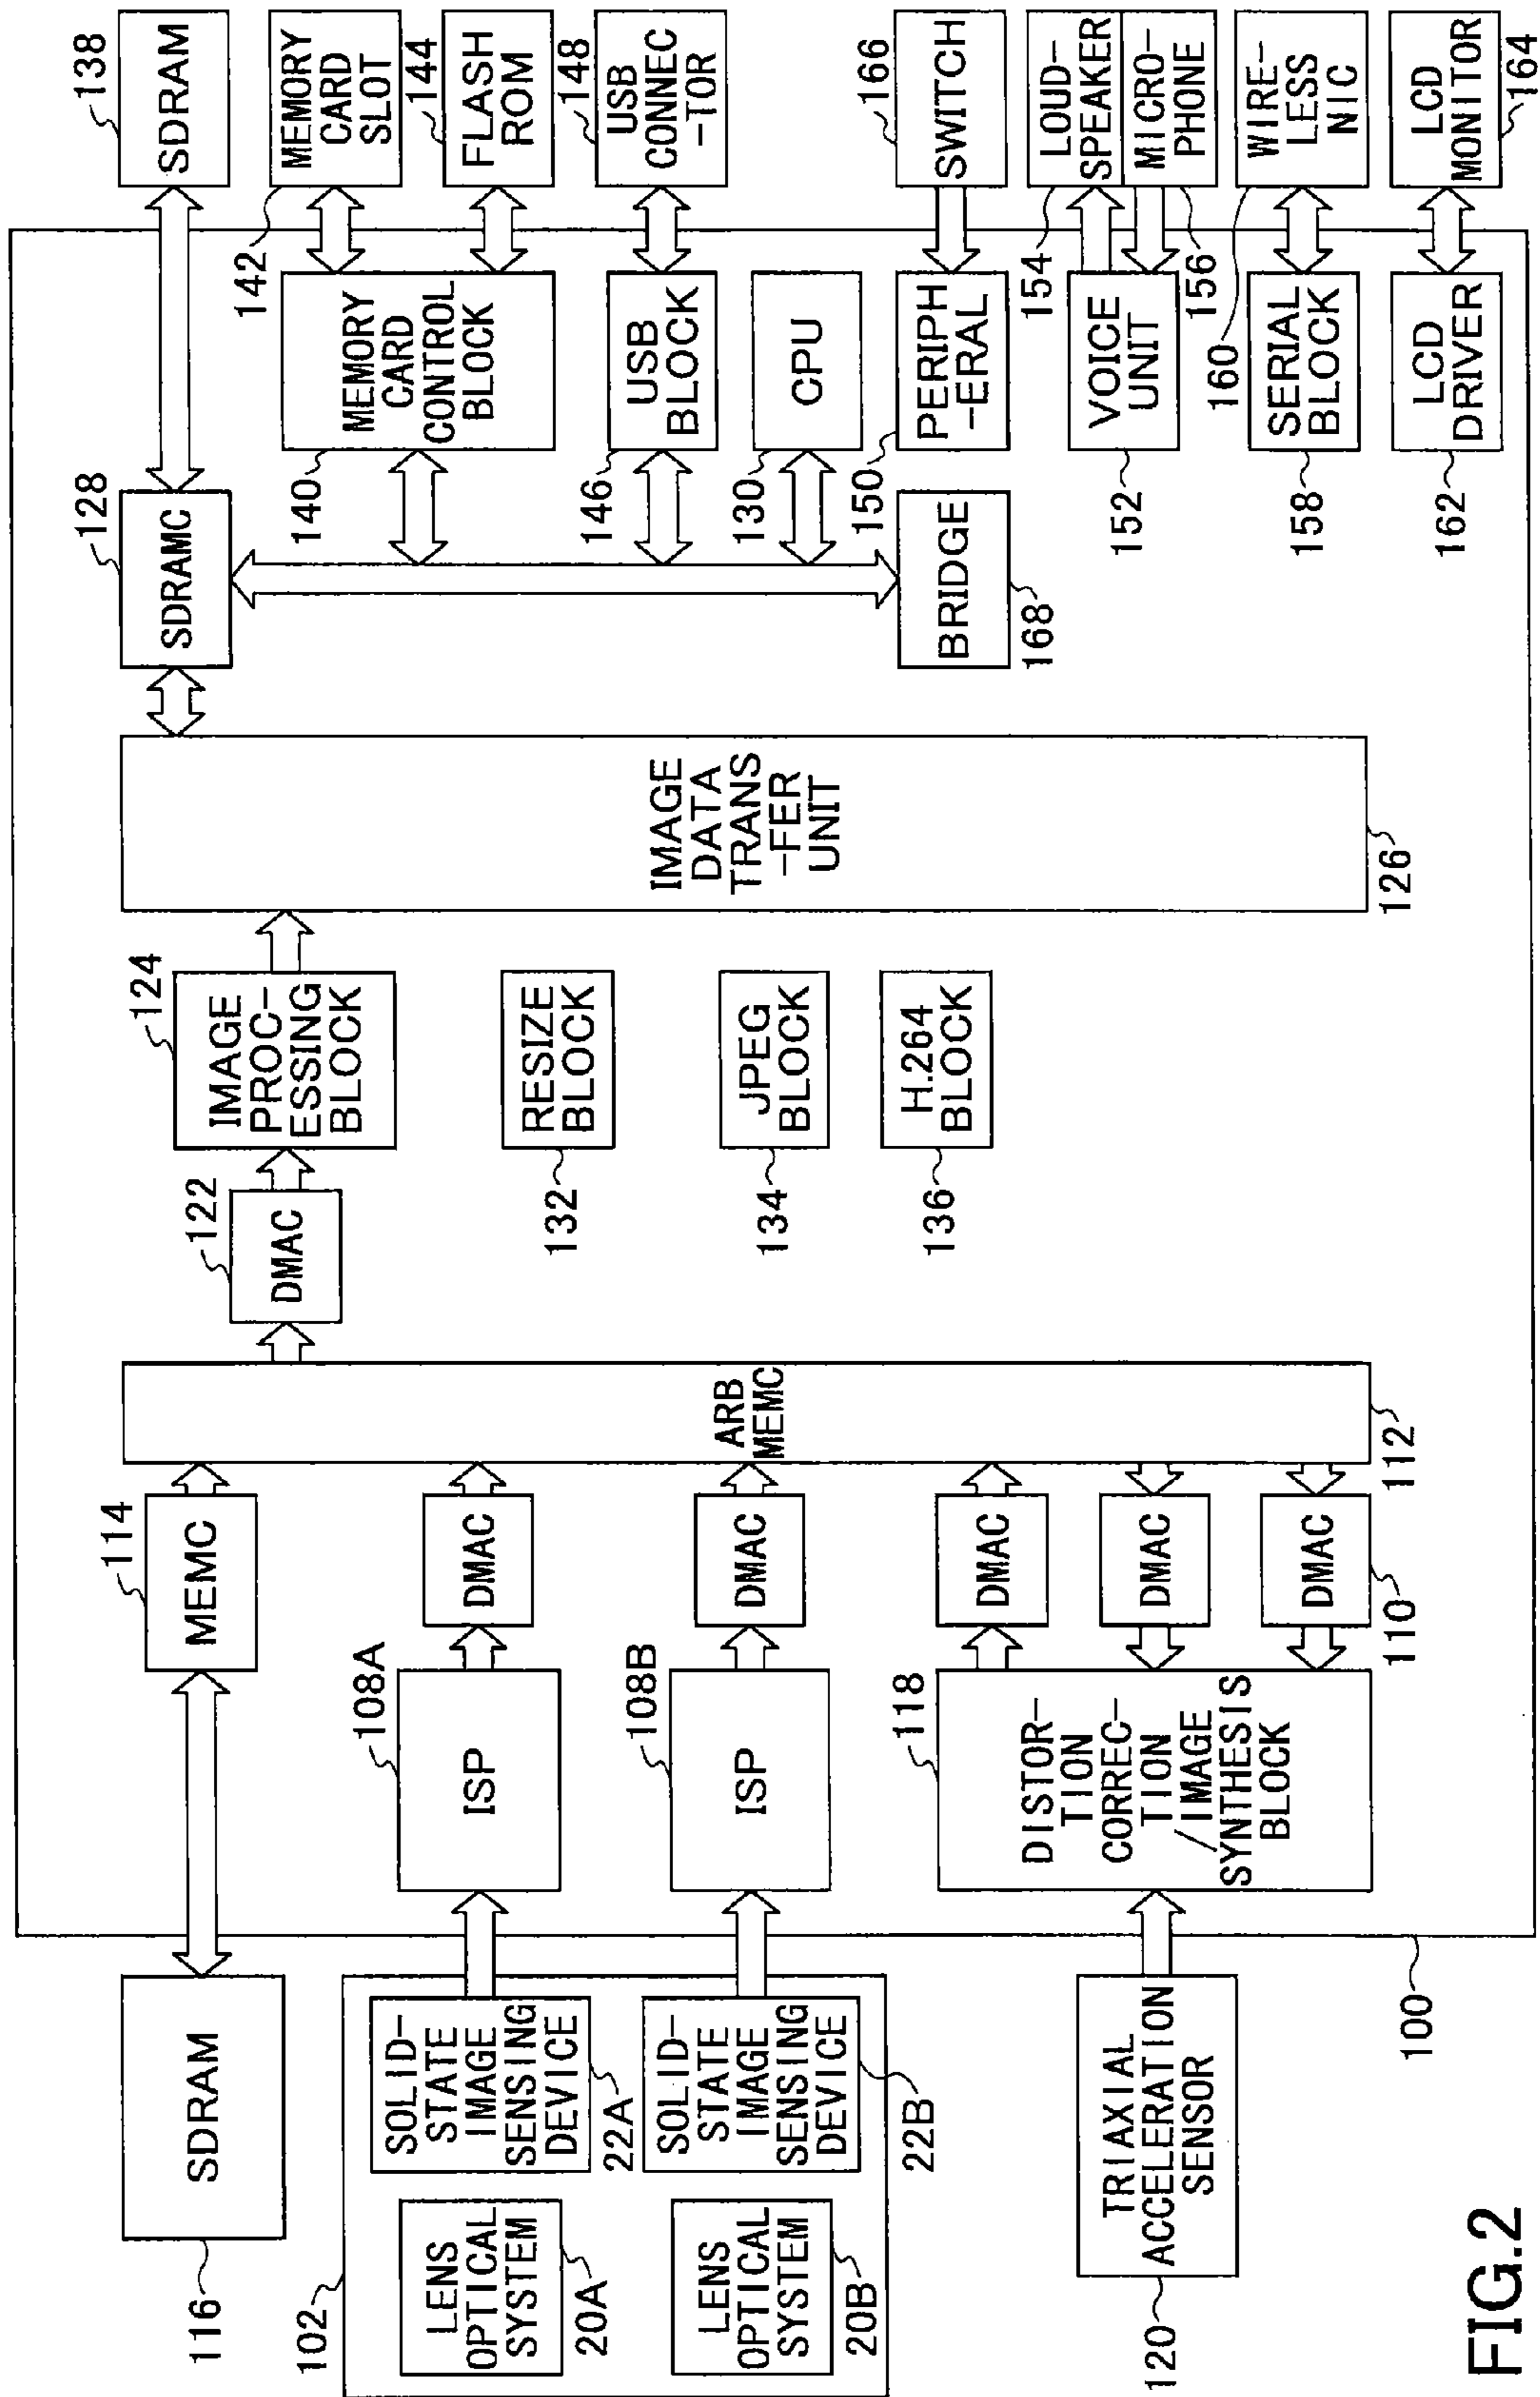 116
SDRAM
102
LENS
OPTICAL
SYSTEM
20A
SOLID-
STATE
IMAGE
SENSING
DEVICE
22A
LENS
OPTICAL
SYSTEM
20B
SOLID-
STATE
IMAGE
SENSING
DEVICE
22B
120
TRIAXIAL
ACCELERATION
SENSOR
100
114
MEMC
108A
ISP
DMAC
108B
ISP
DMAC
118
DISTOR-
TION
CORREC-
TION
/IMAGE
SYNTHESIS
BLOCK
DMAC
DMAC
DMAC
110
ARB
MEMC
112
122
DMAC
124
IMAGE
PROC-
ESSING
BLOCK
RESIZE
BLOCK
132
JPEG
BLOCK
134
H.264
BLOCK
136
IMAGE
DATA
TRANS
-FER
UNIT
126
128
SDRAMC
BRIDGE
168
140
MEMORY
CARD
CONTROL
BLOCK
146
USB
BLOCK
130
CPU
150
PERIPH
-ERAL
152
VOICE
UNIT
158
SERIAL
BLOCK
162
LCD
DRIVER
138
SDRAM
142
MEMORY
CARD
SLOT
144
FLASH
ROM
148
USB
CONNEC
-TOR
166
SWITCH
154
LOUD-
SPEAKER
156
MICRO-
PHONE
160
WIRE-
LESS
NIC
LCD
MONITOR
164
FIG.2